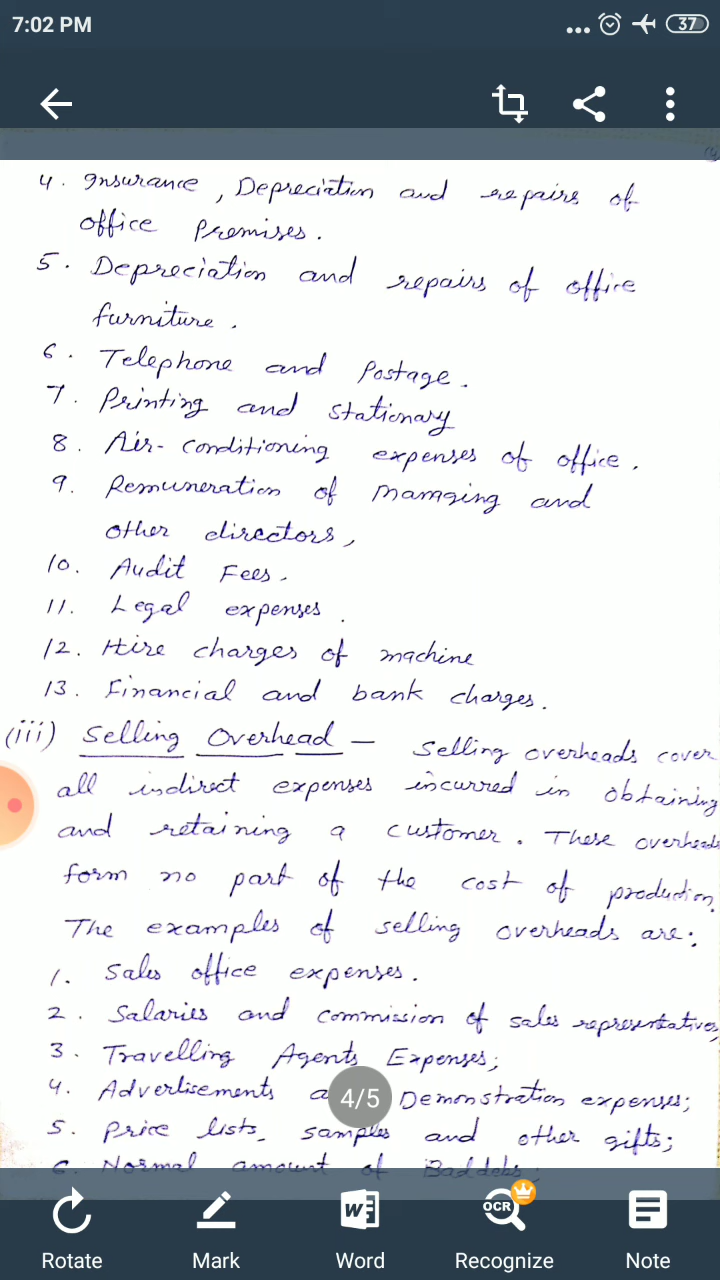 7:02 PM
37
4. Insurance, Depreciation and repairs of
office Premises.
5. Depreciation and repairs of office
furniture.
6. Telephone and Postage.
7. Printing and Stationary
8. Air-conditioning expenses of office.
9. Remuneration of managing and
other directors,
10. Audit Fees.
11. Legal expenses.
12. Hire charges of machine
13. Financial and bank charges.
(iii) Selling Overhead — Selling overheads cover
all indirect expenses incurred in obtaining
and retaining a customer. These overheads
form no part of the cost of production.
The examples of selling overheads are:
1. Sales office expenses.
2. Salaries and commission of sales representatives,
3. Travelling Agents Expenses;
4. Advertisements a Demonstration expenses;
4/5
5. Price lists, samples and other gifts;
6. Normal amount of Bad debs;
OCR
W
Rotate Mark Word Recognize Note